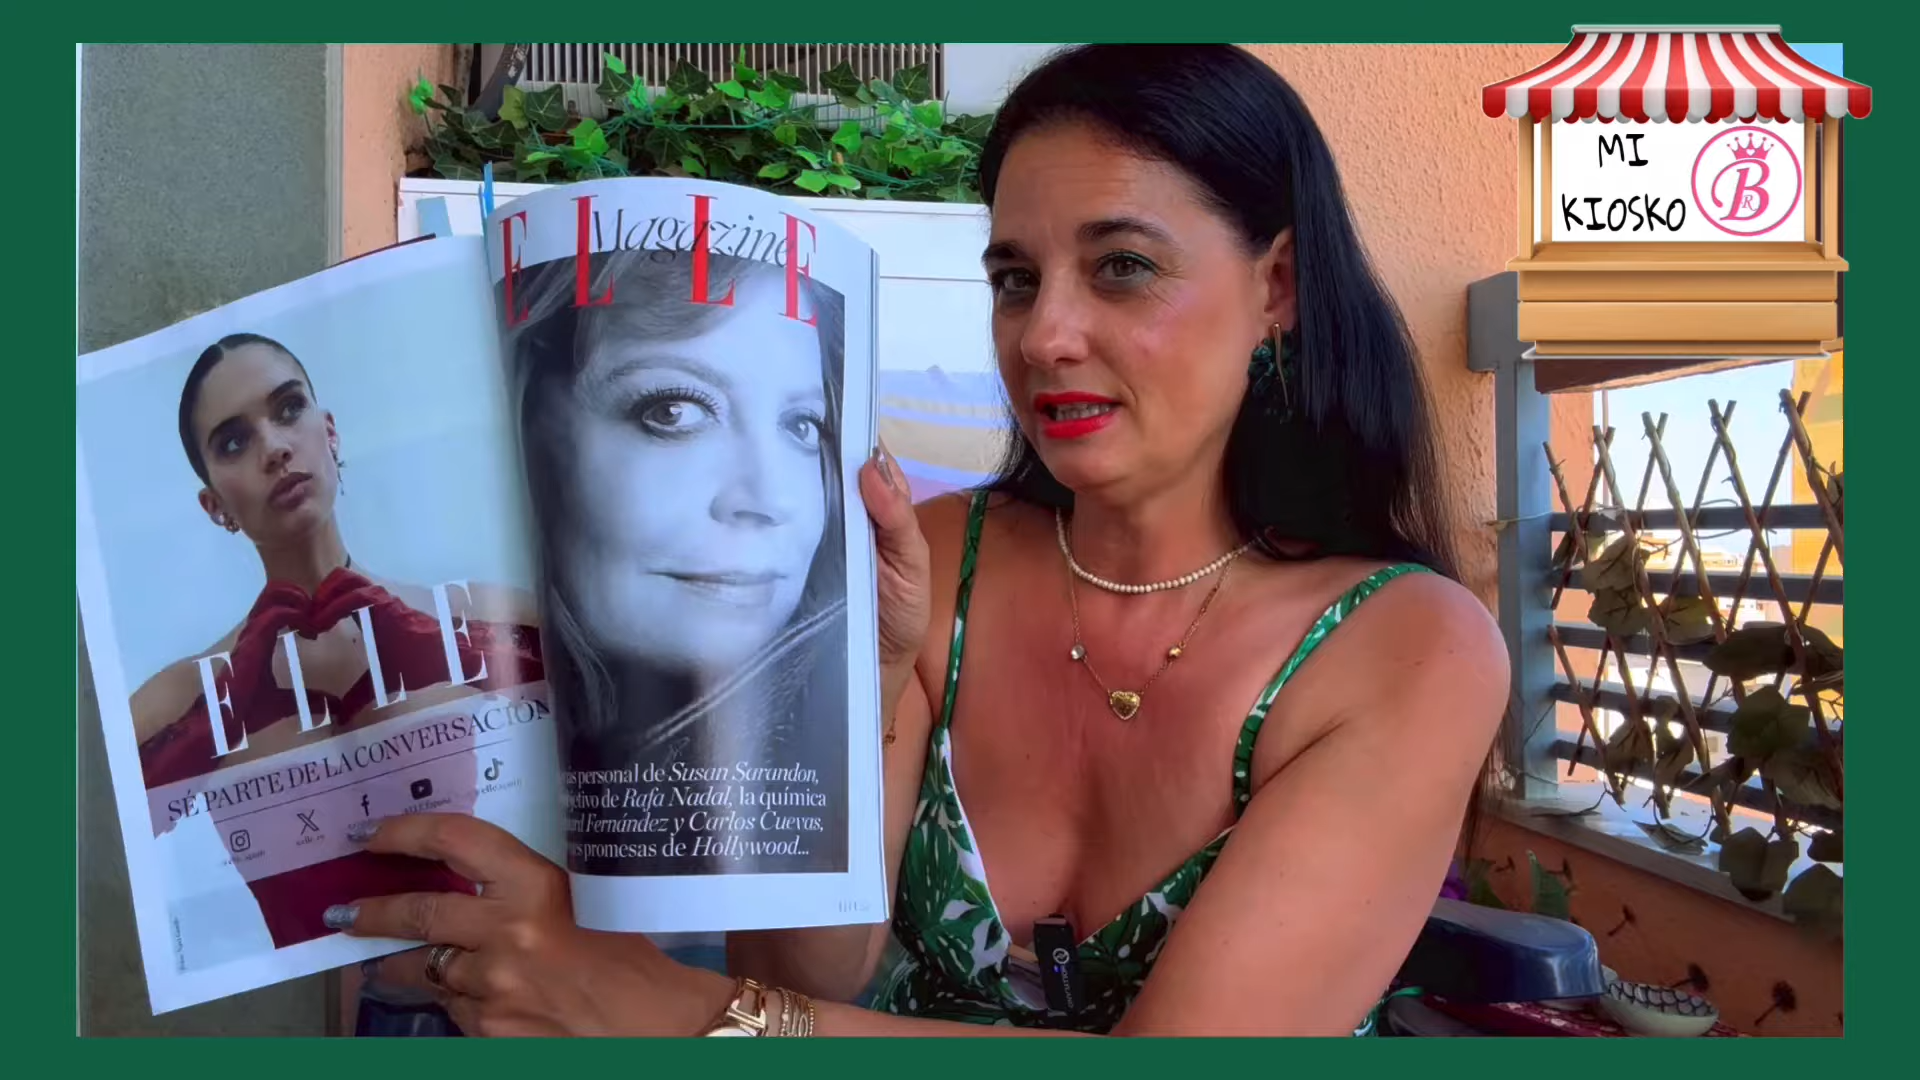 MI
KIOSKO
B
R
ELLE
Magazine
personal de Susan Sarandon,
de Rafa Nadal, la química
Fernández y Carlos Cuevas,
promesas de Hollywood...
ELLE
SÉ PARTE DE LA CONVERSACIÓN
HOLLYLAND